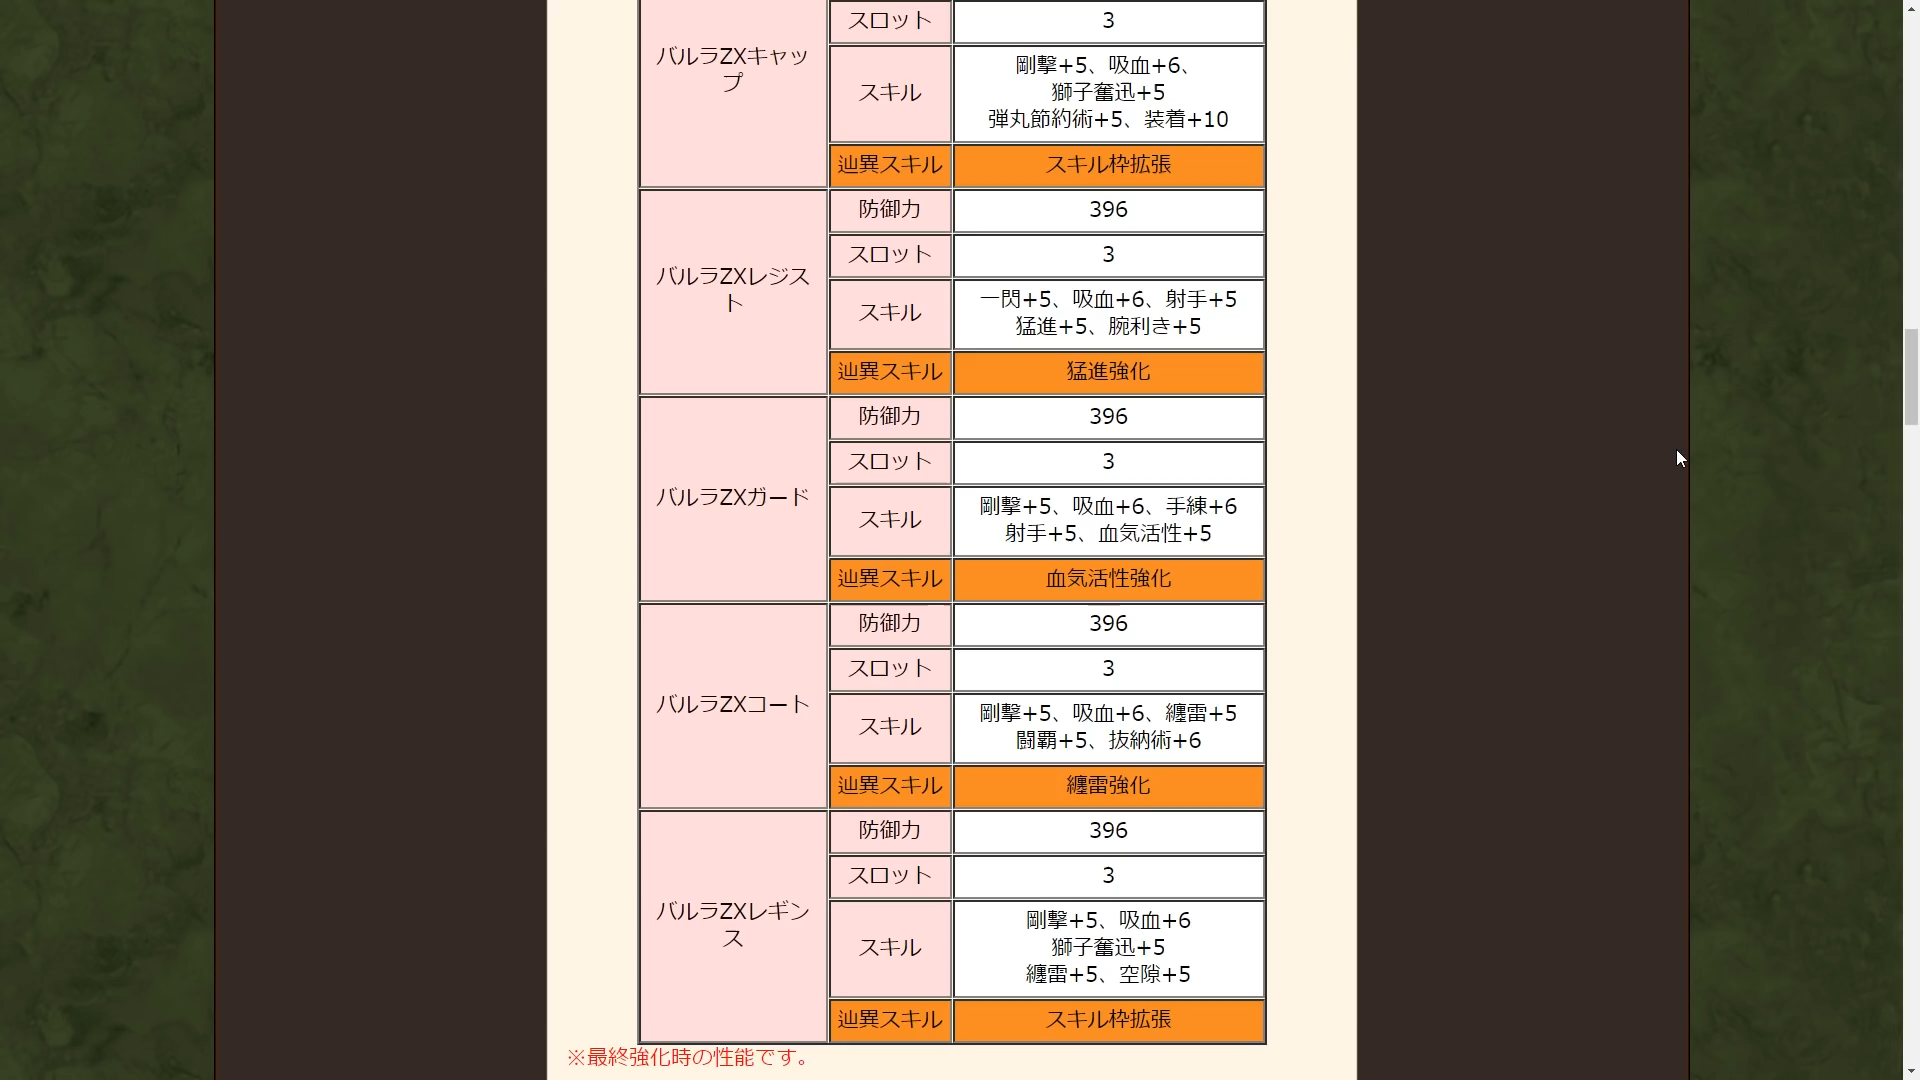 バルラZXキャッ
プ
スロット
3
スキル
剛撃+5、吸血+6、
獅子奮迅+5
弾丸節約術+5、装着+10
辿異スキル
スキル枠拡張
バルラZXレジス
ト
防御力
396
スロット
3
スキル
一閃+5、吸血+6、射手+5
猛進+5、腕利き+5
辿異スキル
猛進強化
バルラZXガード
防御力
396
スロット
3
スキル
剛撃+5、吸血+6、手練+6
射手+5、血気活性+5
辿異スキル
血気活性強化
バルラZXコート
防御力
396
スロット
3
スキル
剛撃+5、吸血+6、纏雷+5
闘覇+5、抜納術+6
辿異スキル
纏雷強化
バルラZXレギン
ス
防御力
396
スロット
3
スキル
剛撃+5、吸血+6
獅子奮迅+5
纏雷+5、空隙+5
辿異スキル
スキル枠拡張
※最終強化時の性能です。